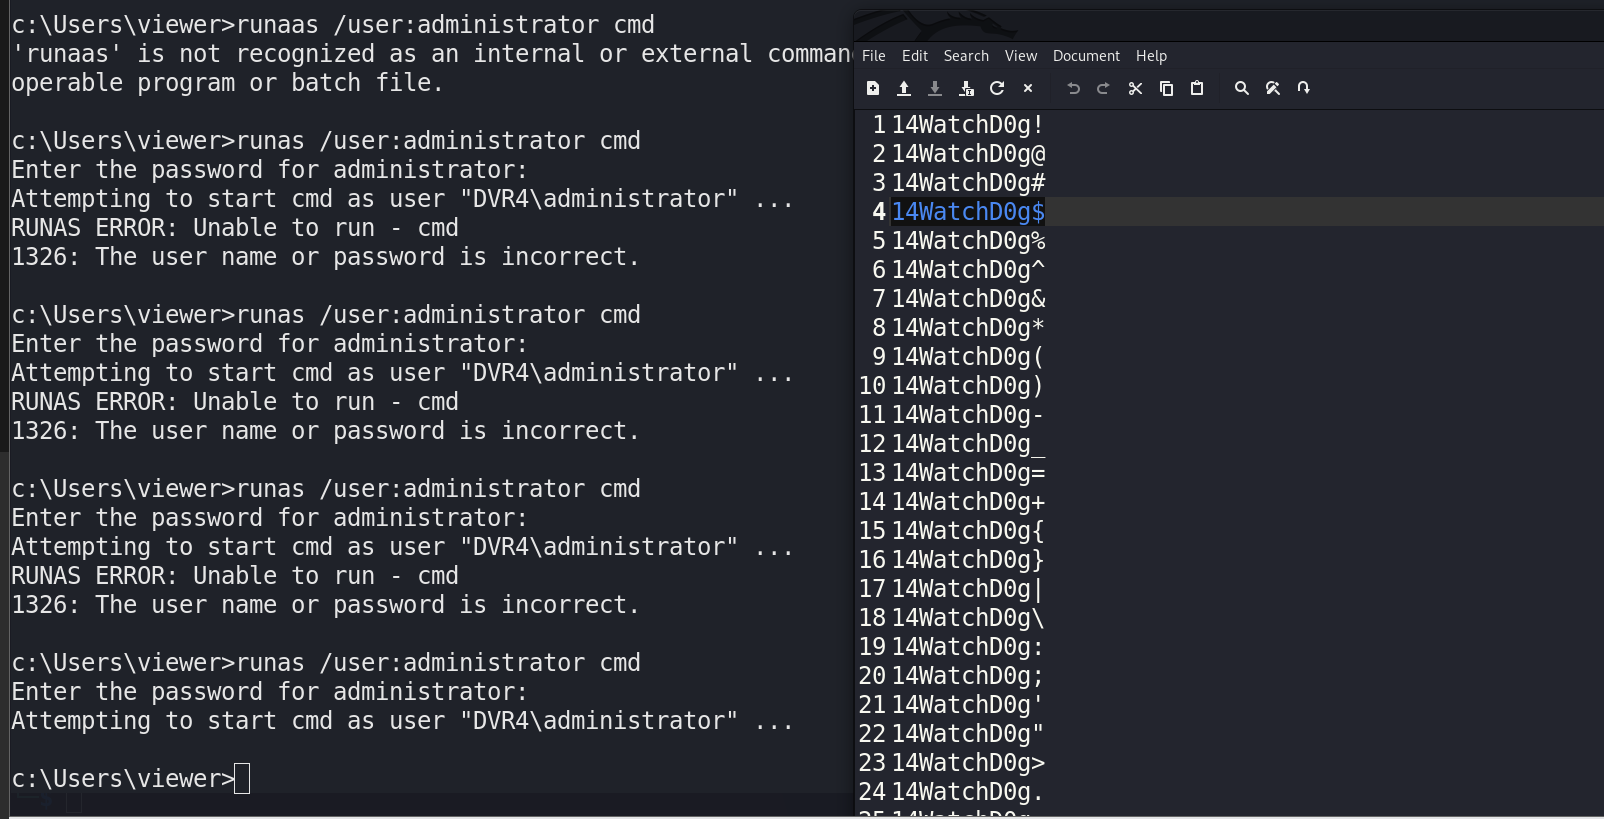 c:\Users\viewer>runaas /user:administrator cmd
'runaas' is not recognized as an internal or external comman
operable program or batch file.
c:\Users\viewer>runas /user:administrator cmd
Enter the password for administrator:
Attempting to start cmd as user "DVR4\administrator" ...
RUNAS ERROR: Unable to run - cmd
1326: The user name or password is incorrect.
c:\Users\viewer>runas /user:administrator cmd
Enter the password for administrator:
Attempting to start cmd as user "DVR4\administrator" ...
RUNAS ERROR: Unable to run - cmd
1326: The user name or password is incorrect.
c:\Users\viewer>runas /user:administrator cmd
Enter the password for administrator:
Attempting to start cmd as user "DVR4\administrator" ...
RUNAS ERROR: Unable to run - cmd
1326: The user name or password is incorrect.
c:\Users\viewer>runas /user:administrator cmd
Enter the password for administrator:
Attempting to start cmd as user "DVR4\administrator" ...
c:\Users\viewer>
File Edit Search View Document Help
1 14WatchD0g!
2 14WatchD0g@
3 14WatchD0g#
4 14WatchD0g$
5 14WatchD0g%
6 14WatchD0g^
7 14WatchD0g&
8 14WatchD0g*
9 14WatchD0g(
10 14WatchD0g)
11 14WatchD0g-
12 14WatchD0g_
13 14WatchD0g=
14 14WatchD0g+
15 14WatchD0g{
16 14WatchD0g}
17 14WatchD0g|
18 14WatchD0g\
19 14WatchD0g:
20 14WatchD0g;
21 14WatchD0g'
22 14WatchD0g"
23 14WatchD0g>
24 14WatchD0g.